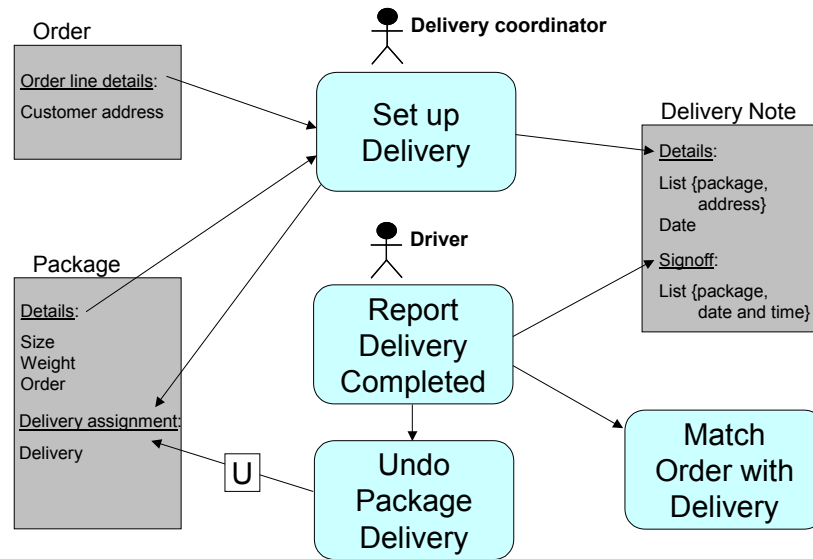 Order
Order line details:
Customer address
Delivery coordinator
Set up
Delivery
Delivery Note
Details:
List {package,
address}
Date
Signoff:
List {package,
date and time}
Driver
Report
Delivery
Completed
Package
Details:
Size
Weight
Order
Delivery assignment:
Delivery
U
Undo
Package
Delivery
Match
Order with
Delivery